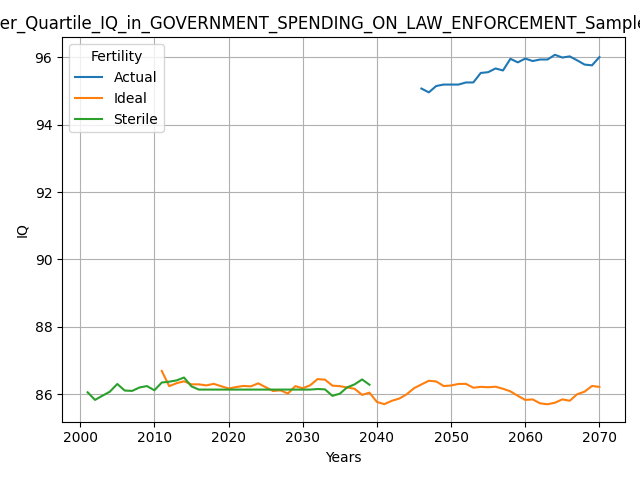 er_Quartile_IQ_in_GOVERNMENT_SPENDING_ON_LAW_ENFORCEMENT_Sample
Fertility
Actual
Ideal
Sterile
96
94
92
90
88
86
IQ
2000 2010 2020 2030 2040 2050 2060 2070
Years